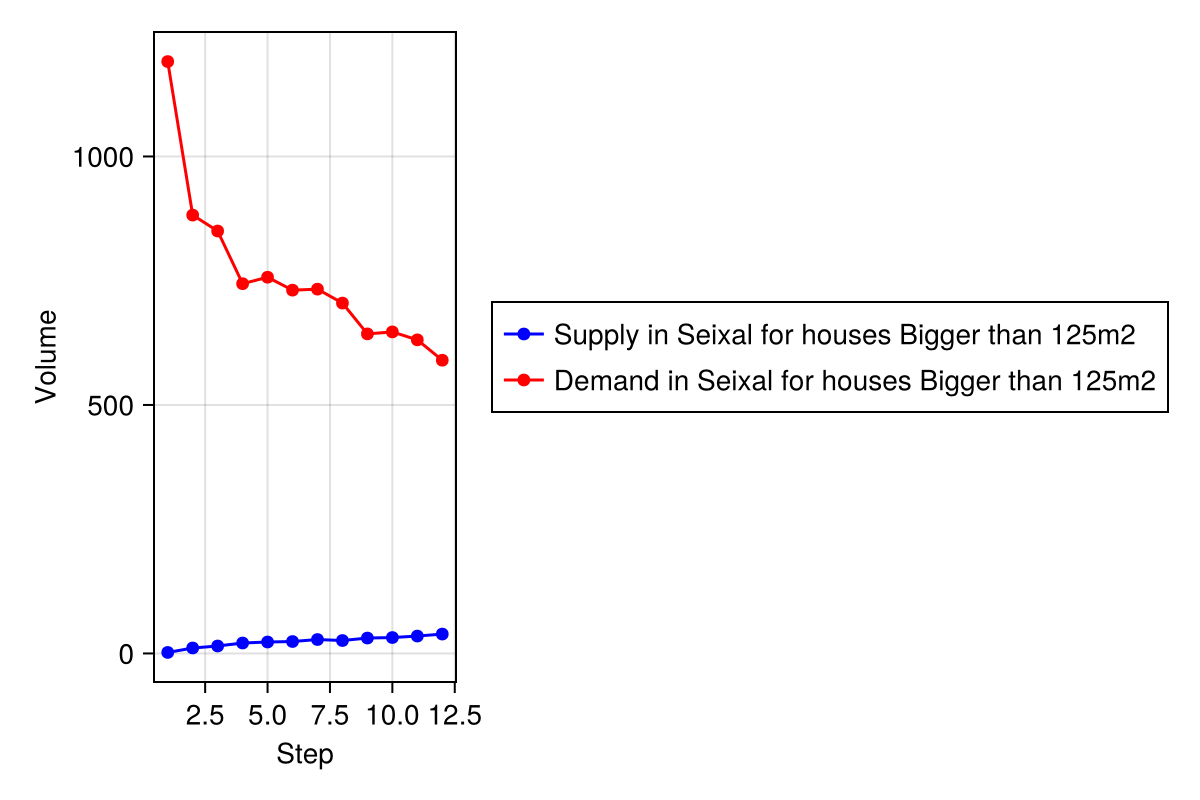 1000
500
0
Volume
2.5 5.0 7.5 10.0 12.5
Step
Supply in Seixal for houses Bigger than 125m2
Demand in Seixal for houses Bigger than 125m2